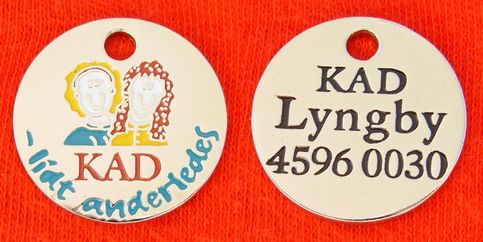 KAD
- lidt anderledes
KAD
Lyngby
4596 0030